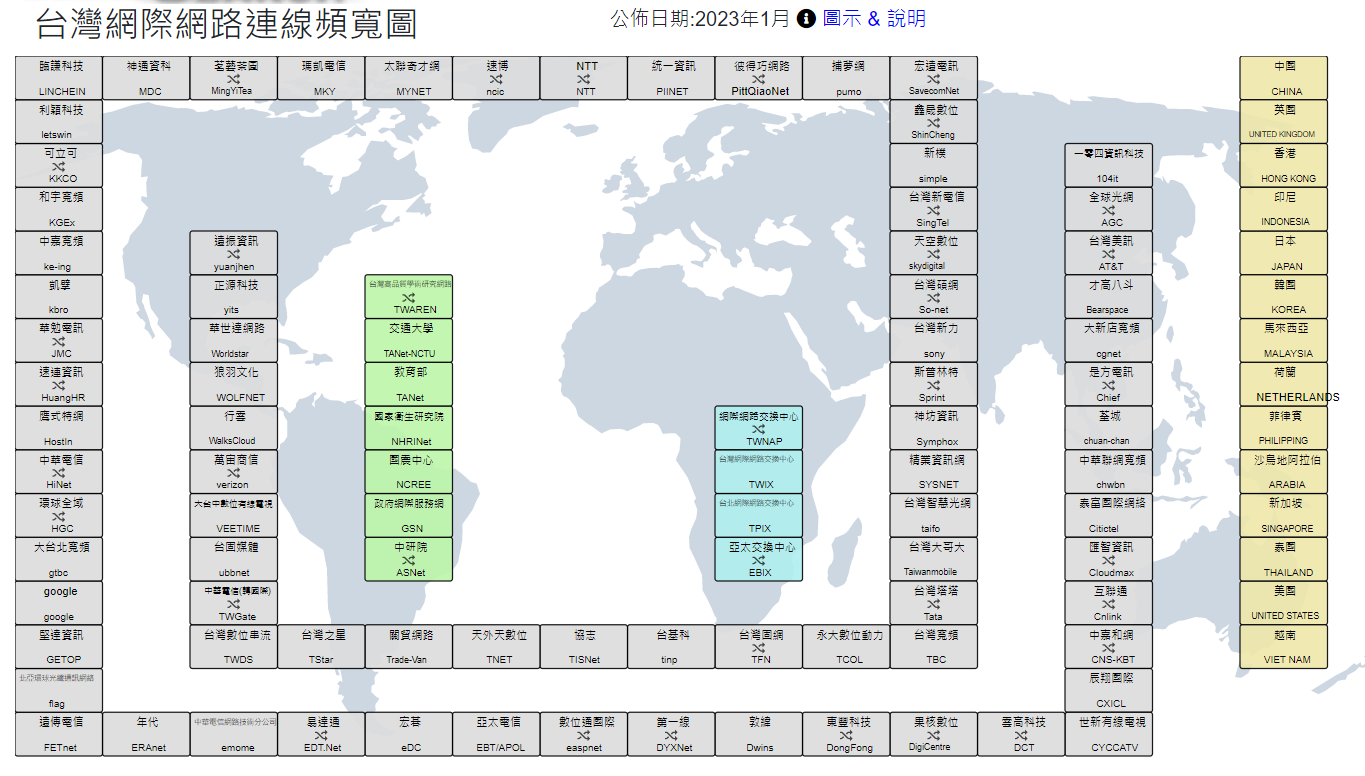 台灣網際網路連線頻寬圖
公佈日期:2023年1月 圖示 & 說明
臨謙科技
LINCHEIN
神通資科
MDC
茗藝茶園
MingYiTea
瑪凱電信
MKY
太聯奇才網
MYNET
速博
ncic
NTT
NTT
統一資訊
PIINET
彼得巧網路
PittQiaoNet
捕夢網
pumo
宏遠電訊
SavecomNet
利穎科技
letswin
可立可
KKCO
和宇寬頻
KGEx
中嘉寬頻
ke-ing
凱擘
kbro
華勉電訊
JMC
速連資訊
HuangHR
鷹式特網
HostIn
中華電信
HiNet
環球全域
HGC
大台北寬頻
gtbc
google
google
堅達資訊
GETOP
北亞環球光纖通訊網絡
flag
遠傳電信
FETnet
遠振資訊
yuanjhen
正源科技
yits
華世達網路
Worldstar
狼羽文化
WOLFNET
行雲
WalksCloud
萬宙商信
verizon
大台中數位有線電視
VEETIME
台固媒體
ubbnet
中華電信(轉國際)
TWGate
台灣數位串流
TWDS
台灣之星
TStar
關貿網路
Trade-Van
天外天數位
TNET
協志
TISNet
台基科
tinp
台灣固網
TFN
永大數位動力
TCOL
台灣寬頻
TBC
台灣高品質學術研究網路
TWAREN
交通大學
TANet-NCTU
教育部
TANet
國家衛生研究院
NHRINet
國震中心
NCREE
政府網際服務網
GSN
中研院
ASNet
網際網路交換中心
TWNAP
台灣網際網路交換中心
TWIX
台北網際網路交換中心
TPIX
亞太交換中心
EBIX
鑫晟數位
ShinCheng
新樸
simple
台灣新電信
SingTel
天空數位
skydigital
台灣碩網
So-net
台灣新力
sony
斯普林特
Sprint
神坊資訊
Symphox
精業資訊網
SYSNET
台灣智慧光網
taifo
台灣大哥大
Taiwanmobile
台灣塔塔
Tata
一零四資訊科技
104it
全球光網
AGC
台灣美訊
AT&T
才高八斗
Bearspace
大新店寬頻
cgnet
是方電訊
Chief
荃城
chuan-chan
中華聯網寬頻
chwbn
泰富國際網絡
Citictel
匯智資訊
Cloudmax
互聯通
Cnlink
中嘉和網
CNS-KBT
辰翔國際
CXICL
世新有線電視
CYCCATV
年代
ERAnet
中華電信網路技術分公司
emome
易達通
EDT.Net
宏碁
eDC
亞太電信
EBT/APOL
數位通國際
easpnet
第一線
DYXNet
敦緯
Dwins
東豐科技
DongFong
果核數位
DigiCentre
雲高科技
DCT
中國
CHINA
英國
UNITED KINGDOM
香港
HONG KONG
印尼
INDONESIA
日本
JAPAN
韓國
KOREA
馬來西亞
MALAYSIA
荷蘭
NETHERLANDS
菲律賓
PHILIPPING
沙烏地阿拉伯
ARABIA
新加坡
SINGAPORE
泰國
THAILAND
美國
UNITED STATES
越南
VIET NAM